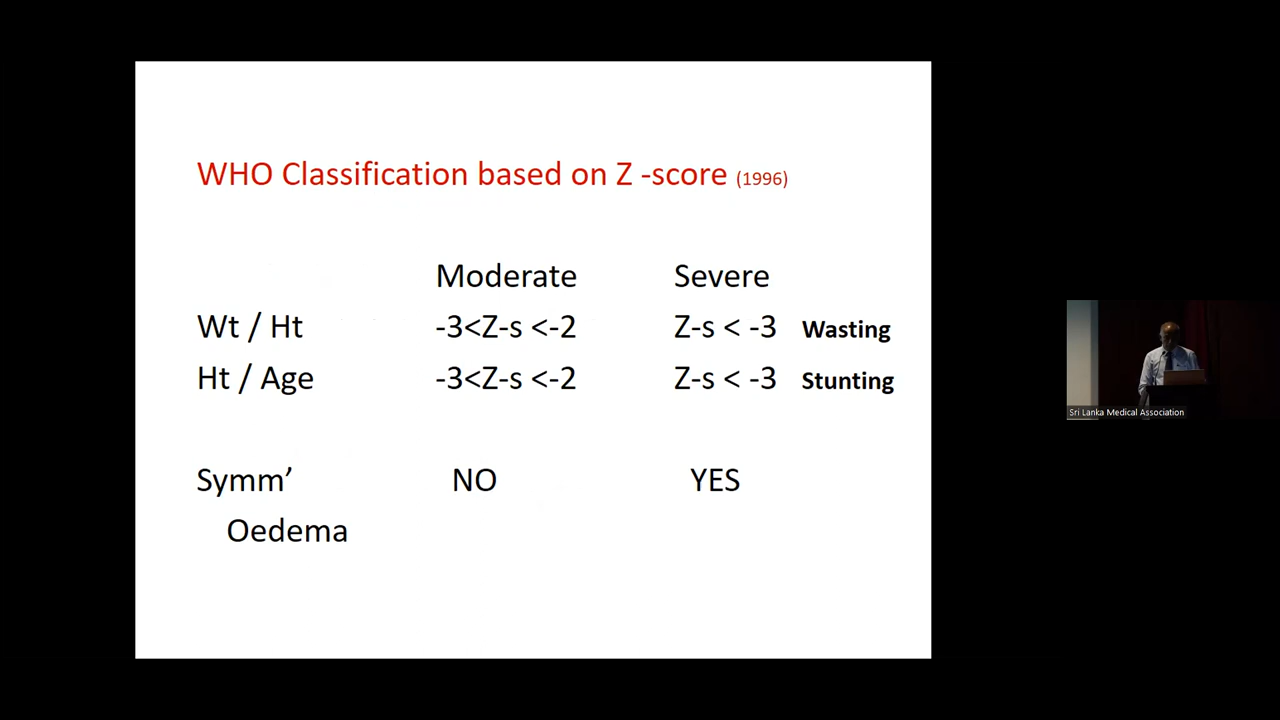 WHO Classification based on Z -score (1996)
Moderate Severe
Wt / Ht -3<Z-s <-2 Z-s < -3 Wasting
Ht / Age -3<Z-s <-2 Z-s < -3 Stunting
Symm’ NO YES
Oedema
Sri Lanka Medical Association